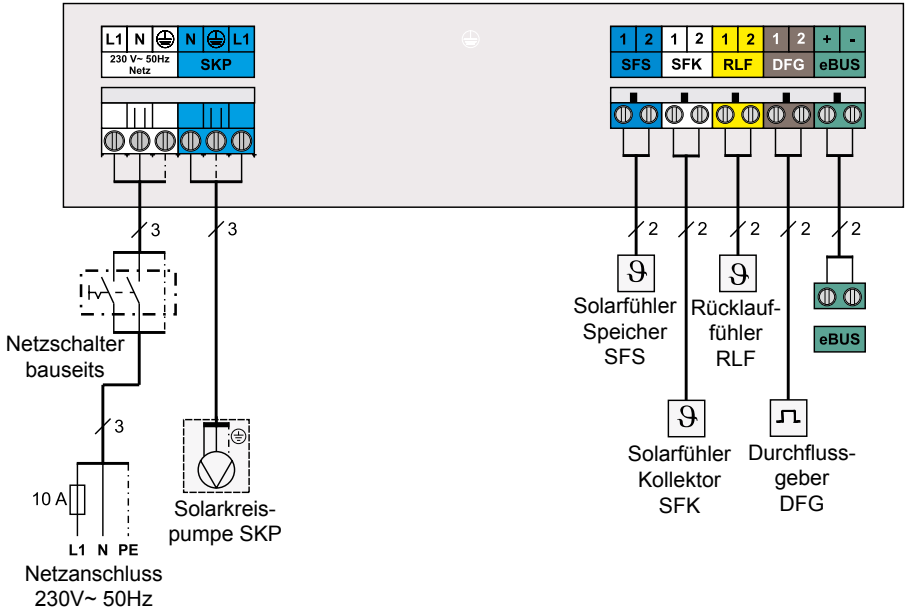 L1 N N L1
230 V~ 50Hz
Netz
SKP
1 2 1 2 1 2 1 2 + -
SFS SFK RLF DFG eBUS
3 3 2 2 2 2 2
ϑ ϑ
Solarfühler
Speicher
SFS
Rücklauf-
fühler
RLF
eBUS
Netzschalter
bauseits
3
ϑ
Solarfühler
Kollektor
SFK
Durchfluss-
geber
DFG
10 A
Solarkreis-
pumpe SKP
L1 N PE
Netzanschluss
230V~ 50Hz